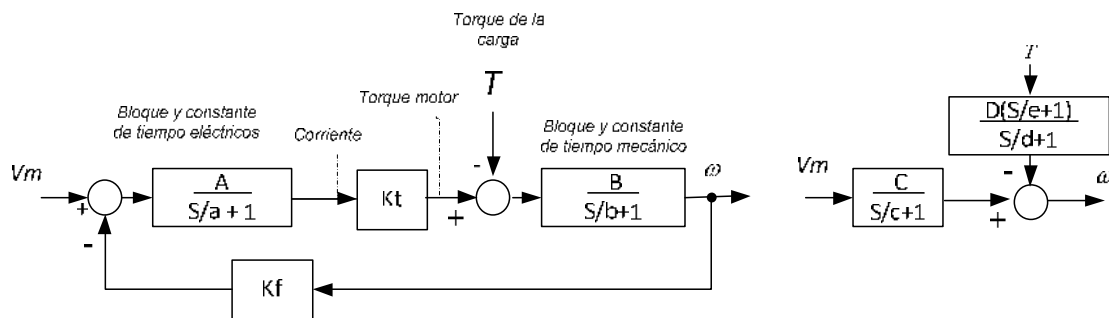 Torque de la
carga
T
Torque motor
Bloque y constante
de tiempo eléctricos
Corriente
Bloque y constante
de tiempo mecánico
Vm
+
-
A
S/a + 1
Kt
+
-
B
S/b+1
ω
Kf
T
D(S/e+1)
S/d+1
Vm
C
S/c+1
+
-
ω